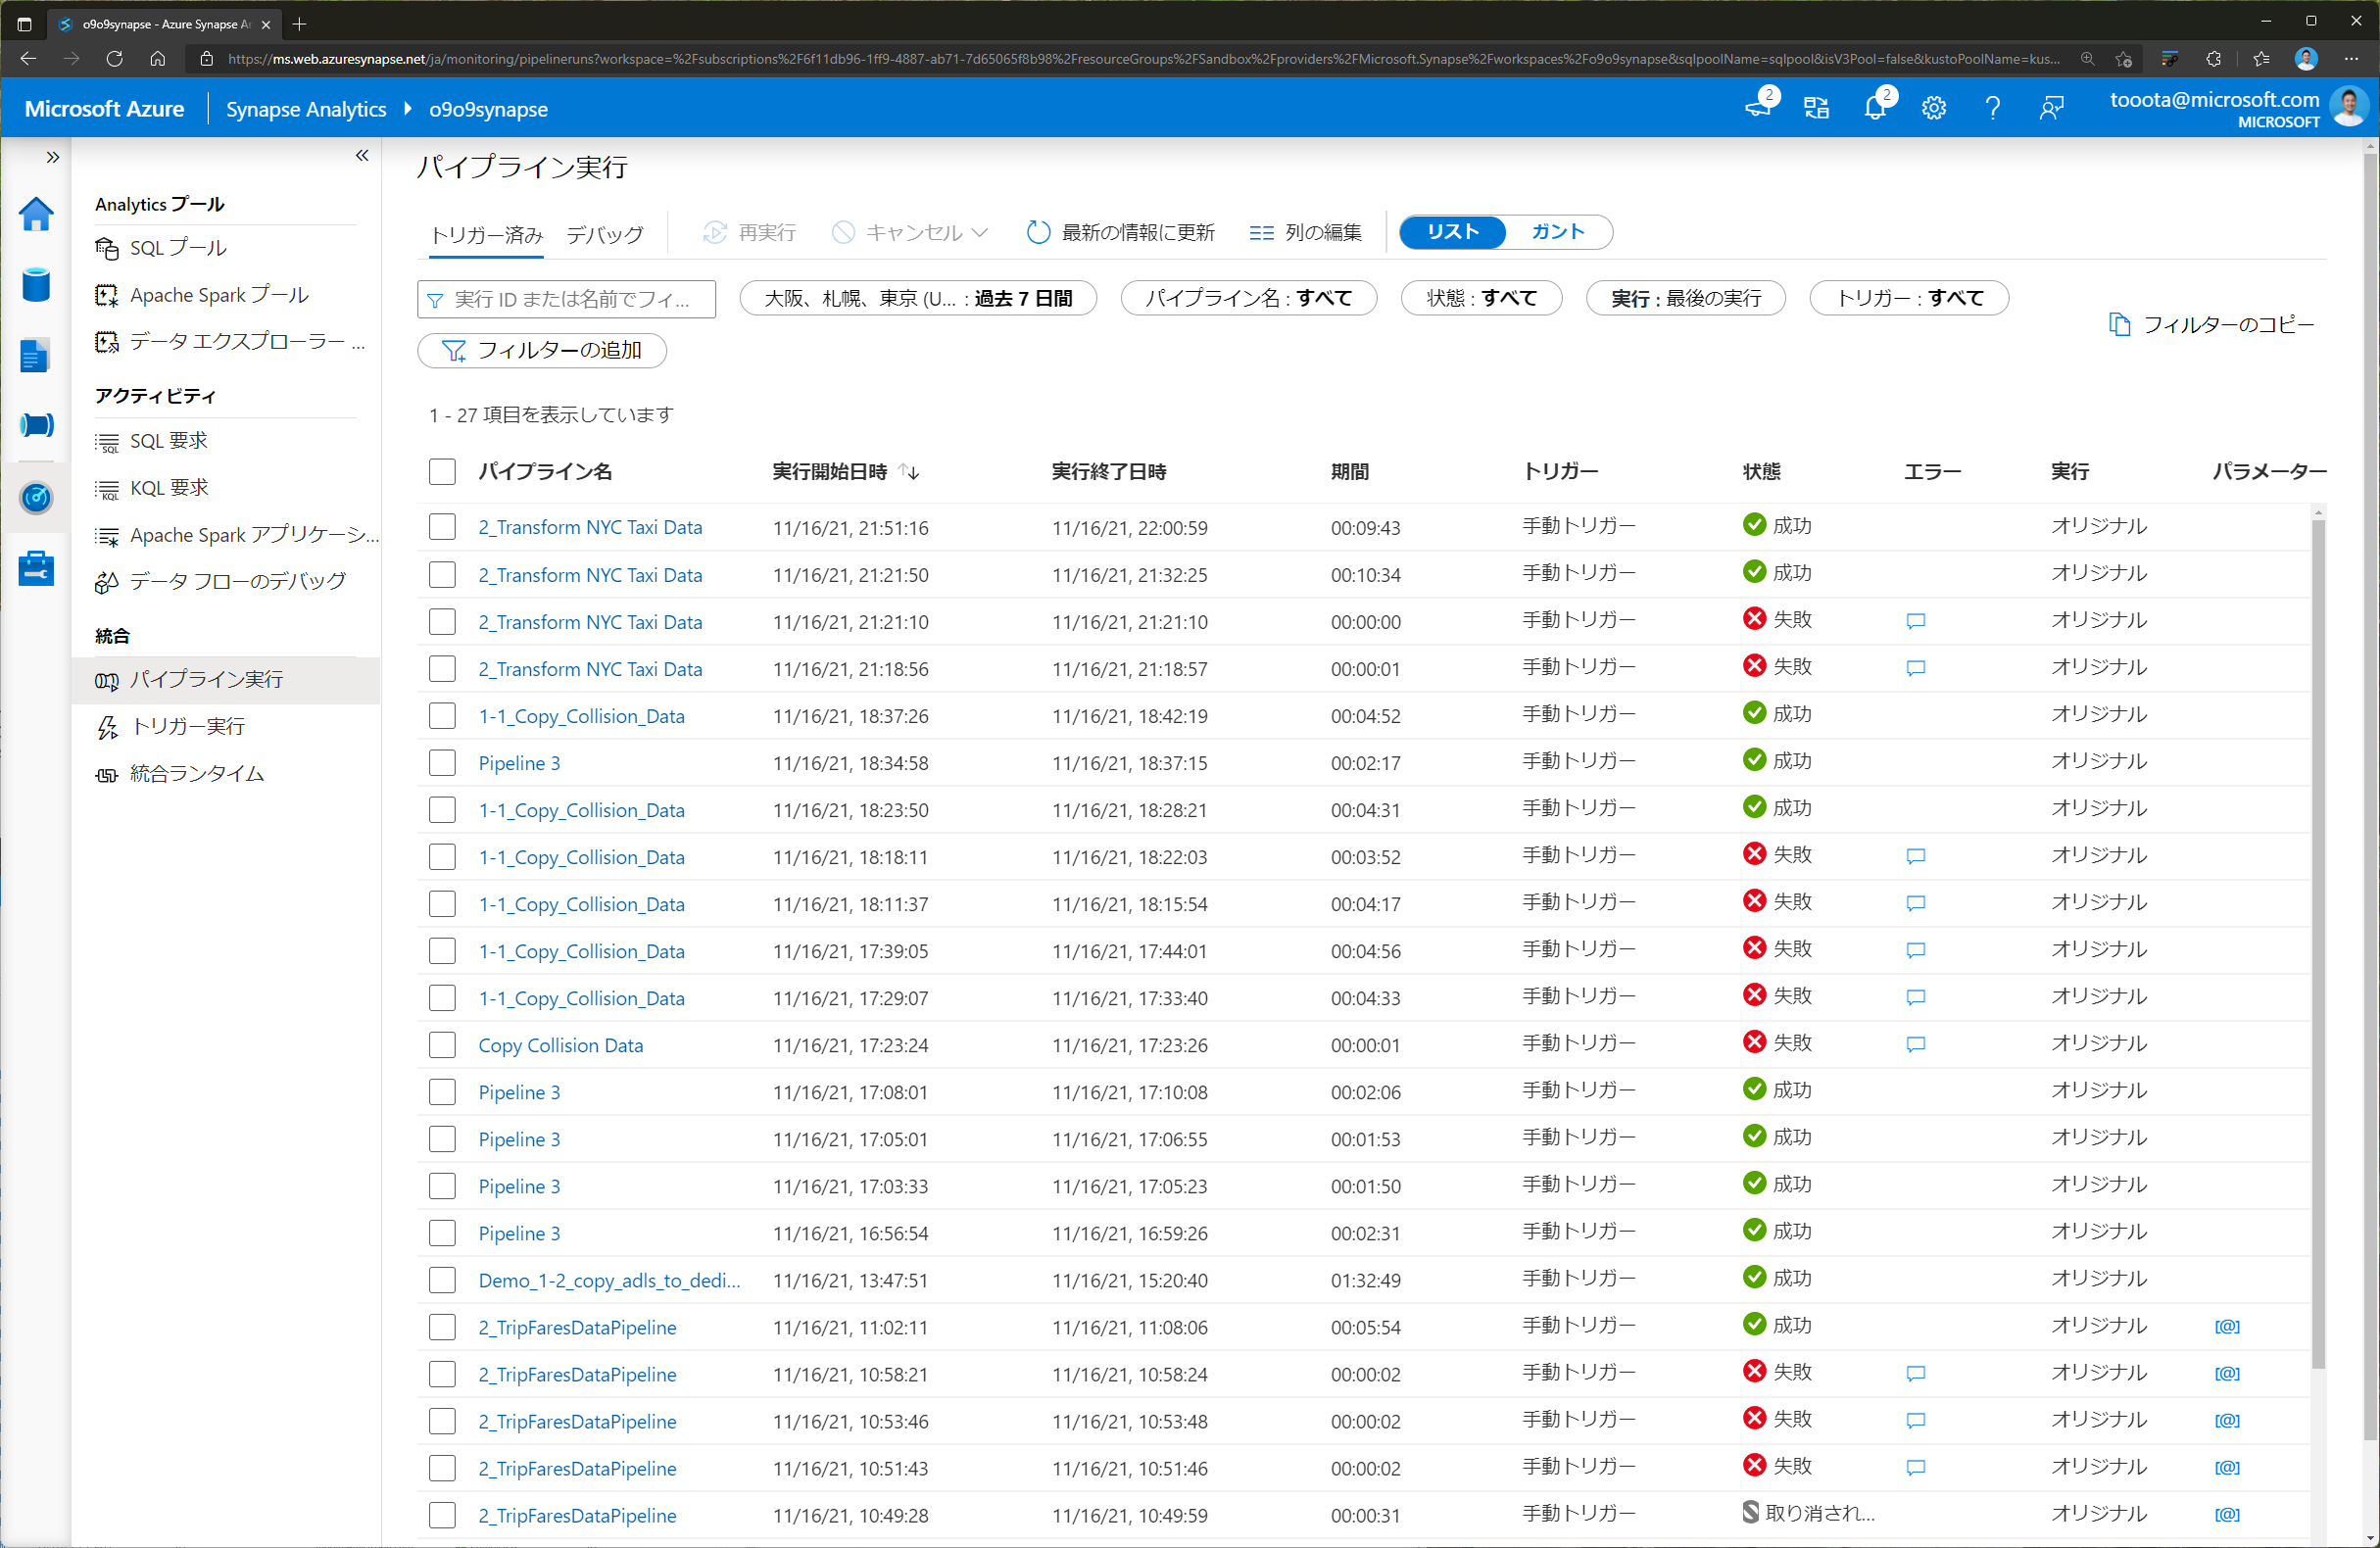 o9o9synapse - Azure Synapse An
https://ms.web.azuresynapse.net/ja/monitoring/pipelineruns?workspace=%2Fsubscriptions%2F6f11db96-1ff9-4887-ab71-7d65065f8b98%2FresourceGroups%2FSandbox%2Fproviders%2FMicrosoft.Synapse%2Fworkspaces%2Fo9o9synapse&sqlpoolName=sqlpool&isV3Pool=false&kustoPoolName=kus...
Microsoft Azure Synapse Analytics o9o9synapse 2 2 tooota@microsoft.com
MICROSOFT
Analytics プール
SQL プール
Apache Spark プール
データ エクスプローラー ...
アクティビティ
SQL 要求
KQL 要求
Apache Spark アプリケーシ...
データ フローのデバッグ
統合
パイプライン実行
トリガー実行
統合ランタイム
パイプライン実行
トリガー済み デバッグ 再実行 キャンセル 最新の情報に更新 列の編集 リスト ガント
実行 ID または名前でフィ... 大阪、札幌、東京 (U... : 過去 7 日間 パイプライン名 : すべて 状態 : すべて 実行 : 最後の実行 トリガー : すべて
フィルターの追加 フィルターのコピー
1 - 27 項目を表示しています
パイプライン名 実行開始日時 実行終了日時 期間 トリガー 状態 エラー 実行 パラメーター
2_Transform NYC Taxi Data 11/16/21, 21:51:16 11/16/21, 22:00:59 00:09:43 手動トリガー 成功 オリジナル
2_Transform NYC Taxi Data 11/16/21, 21:21:50 11/16/21, 21:32:25 00:10:34 手動トリガー 成功 オリジナル
2_Transform NYC Taxi Data 11/16/21, 21:21:10 11/16/21, 21:21:10 00:00:00 手動トリガー 失敗 オリジナル
2_Transform NYC Taxi Data 11/16/21, 21:18:56 11/16/21, 21:18:57 00:00:01 手動トリガー 失敗 オリジナル
1-1_Copy_Collision_Data 11/16/21, 18:37:26 11/16/21, 18:42:19 00:04:52 手動トリガー 成功 オリジナル
Pipeline 3 11/16/21, 18:34:58 11/16/21, 18:37:15 00:02:17 手動トリガー 成功 オリジナル
1-1_Copy_Collision_Data 11/16/21, 18:23:50 11/16/21, 18:28:21 00:04:31 手動トリガー 成功 オリジナル
1-1_Copy_Collision_Data 11/16/21, 18:18:11 11/16/21, 18:22:03 00:03:52 手動トリガー 失敗 オリジナル
1-1_Copy_Collision_Data 11/16/21, 18:11:37 11/16/21, 18:15:54 00:04:17 手動トリガー 失敗 オリジナル
1-1_Copy_Collision_Data 11/16/21, 17:39:05 11/16/21, 17:44:01 00:04:56 手動トリガー 失敗 オリジナル
1-1_Copy_Collision_Data 11/16/21, 17:29:07 11/16/21, 17:33:40 00:04:33 手動トリガー 失敗 オリジナル
Copy Collision Data 11/16/21, 17:23:24 11/16/21, 17:23:26 00:00:01 手動トリガー 失敗 オリジナル
Pipeline 3 11/16/21, 17:08:01 11/16/21, 17:10:08 00:02:06 手動トリガー 成功 オリジナル
Pipeline 3 11/16/21, 17:05:01 11/16/21, 17:06:55 00:01:53 手動トリガー 成功 オリジナル
Pipeline 3 11/16/21, 17:03:33 11/16/21, 17:05:23 00:01:50 手動トリガー 成功 オリジナル
Pipeline 3 11/16/21, 16:56:54 11/16/21, 16:59:26 00:02:31 手動トリガー 成功 オリジナル
Demo_1-2_copy_adls_to_dedi... 11/16/21, 13:47:51 11/16/21, 15:20:40 01:32:49 手動トリガー 成功 オリジナル
2_TripFaresDataPipeline 11/16/21, 11:02:11 11/16/21, 11:08:06 00:05:54 手動トリガー 成功 オリジナル [@]
2_TripFaresDataPipeline 11/16/21, 10:58:21 11/16/21, 10:58:24 00:00:02 手動トリガー 失敗 オリジナル [@]
2_TripFaresDataPipeline 11/16/21, 10:53:46 11/16/21, 10:53:48 00:00:02 手動トリガー 失敗 オリジナル [@]
2_TripFaresDataPipeline 11/16/21, 10:51:43 11/16/21, 10:51:46 00:00:02 手動トリガー 失敗 オリジナル [@]
2_TripFaresDataPipeline 11/16/21, 10:49:28 11/16/21, 10:49:59 00:00:31 手動トリガー 取り消され... オリジナル [@]